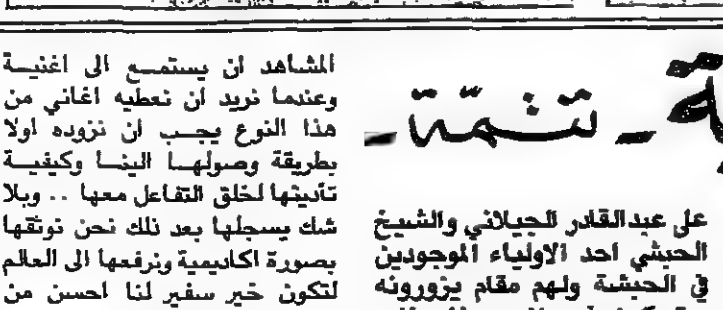 ـة - تتمّة -
على عبدالقادر الجيلاني والشيخ
الحبشي احد الاولياء الموجودين
في الحبشة ولهم مقام يزورونه
المشاهد ان يستمع الى اغنية
وعندما نريد ان نعطيه اغاني من
هذا النوع يجب ان نزوده اولا
بطريقة وصولها الينا وكيفية
تأديتها لخلق التفاعل معها .. وبلا
شك يسجلها بعد ذلك نحن نوثقها
بصورة اكاديمية ونرفعها الى العالم
لتكون خير سفير لنا احسن من